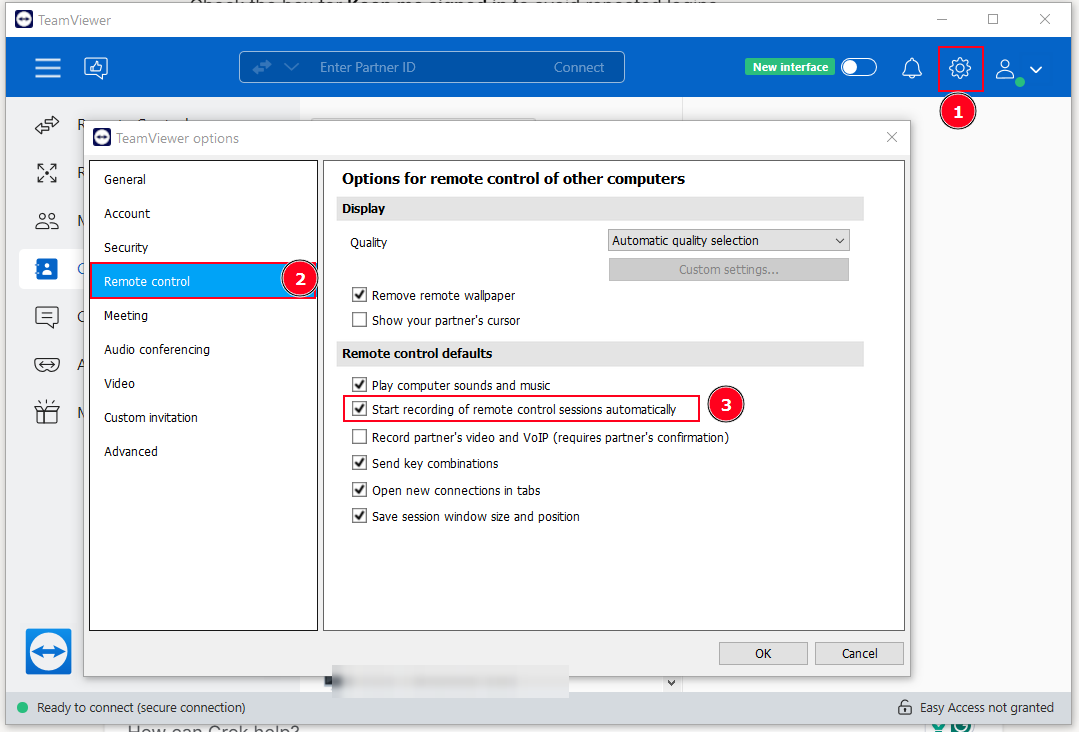 TeamViewer
Enter Partner ID
Connect
New interface
1
TeamViewer options
General
Account
Security
Remote control
2
Meeting
Audio conferencing
Video
Custom invitation
Advanced
Options for remote control of other computers
Display
Quality
Automatic quality selection
Custom settings...
Remove remote wallpaper
Show your partner's cursor
Remote control defaults
Play computer sounds and music
Start recording of remote control sessions automatically
3
Record partner's video and VoIP (requires partner's confirmation)
Send key combinations
Open new connections in tabs
Save session window size and position
OK
Cancel
Ready to connect (secure connection)
Easy Access not granted
How can Grok help?